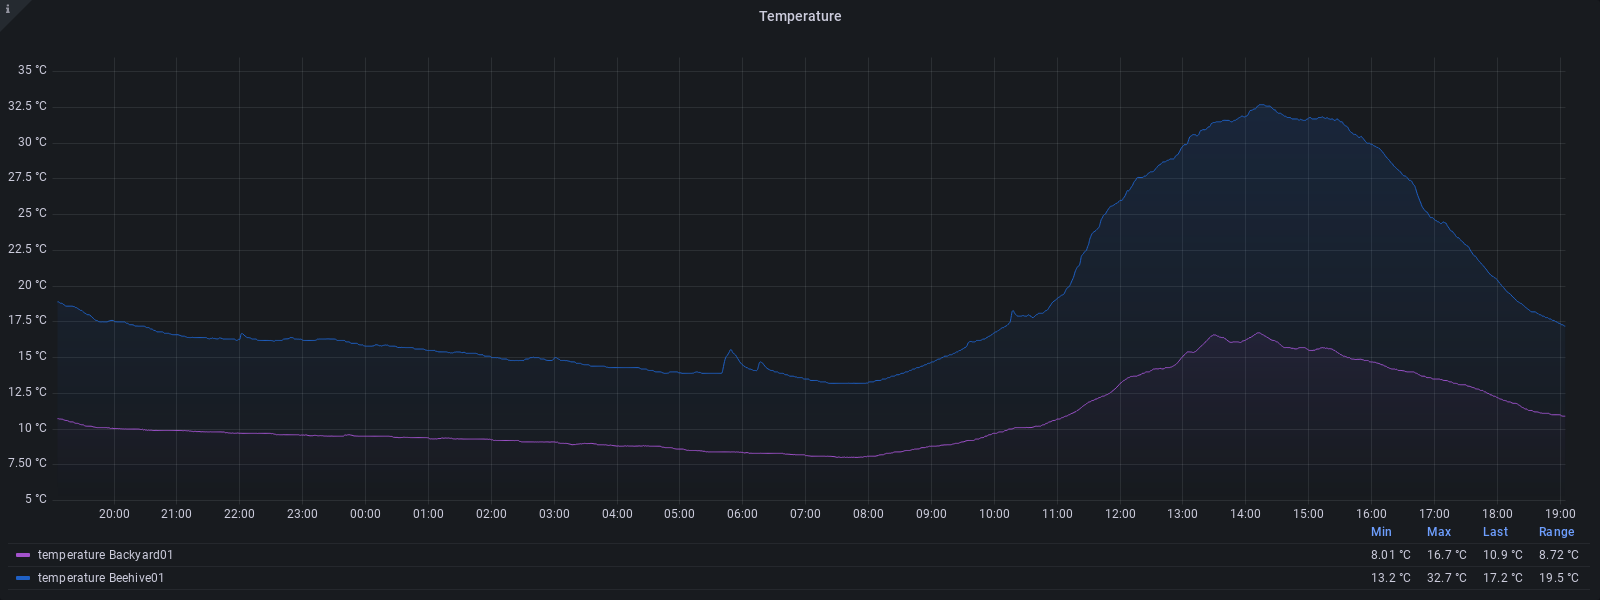 i
Temperature
35 °C
32.5 °C
30 °C
27.5 °C
25 °C
22.5 °C
20 °C
17.5 °C
15 °C
12.5 °C
10 °C
7.50 °C
5 °C
20:00 21:00 22:00 23:00 00:00 01:00 02:00 03:00 04:00 05:00 06:00 07:00 08:00 09:00 10:00 11:00 12:00 13:00 14:00 15:00 16:00 17:00 18:00 19:00
Min Max Last Range
temperature Backyard01 8.01 °C 16.7 °C 10.9 °C 8.72 °C
temperature Beehive01 13.2 °C 32.7 °C 17.2 °C 19.5 °C